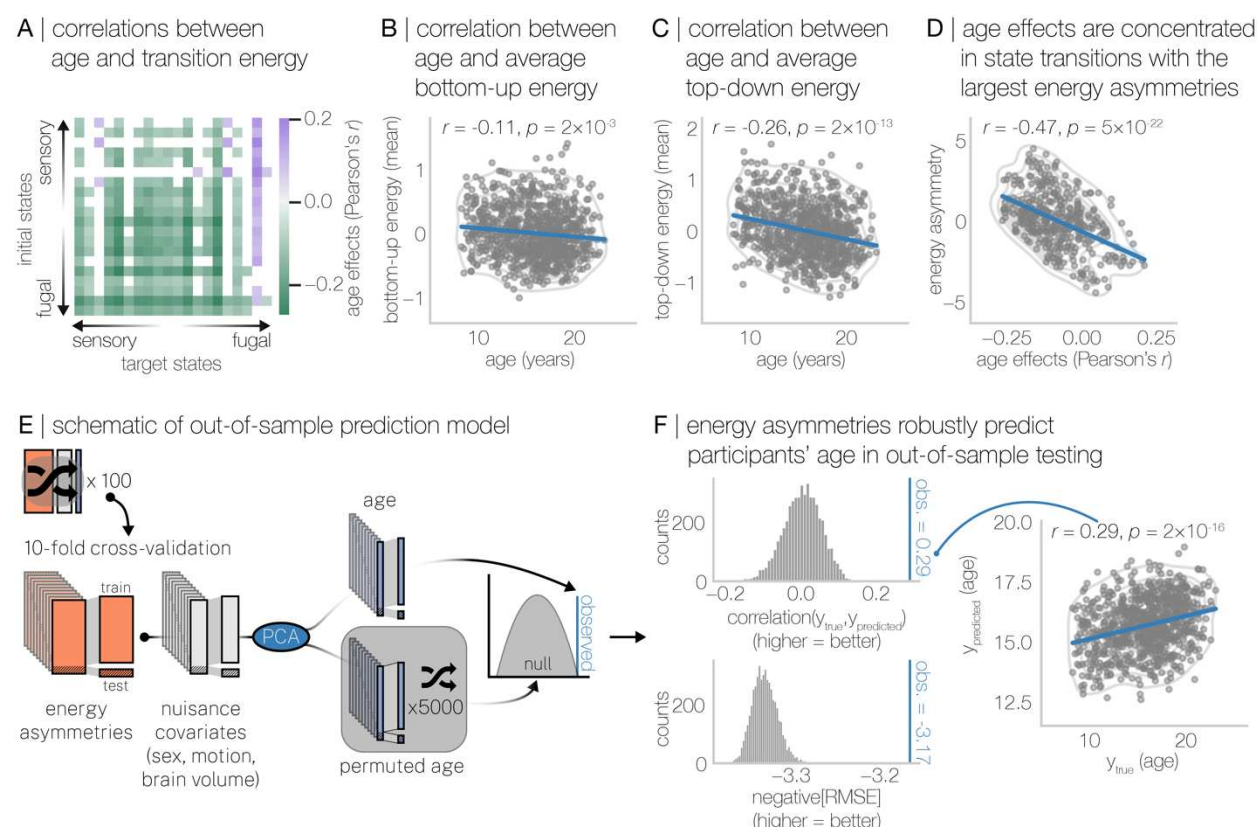 A | correlations between
age and transition energy
sensory
initial states
fugal
sensory
fugal
target states
0.2
0.0
−0.2
age effects (Pearson's r)
B | correlation between
age and average
bottom-up energy
r = -0.11, p = 2×10⁻³
bottom-up energy (mean)
1
0
−1
10
20
age (years)
C | correlation between
age and average
top-down energy
r = -0.26, p = 2×10⁻¹³
top-down energy (mean)
2
1
0
−1
10
20
age (years)
D | age effects are concentrated
in state transitions with the
largest energy asymmetries
r = -0.47, p = 5×10⁻²²
energy asymmetry
5
0
−5
−0.25
0.00
0.25
age effects (Pearson's r)
E | schematic of out-of-sample prediction model
x 100
10-fold cross-validation
train
test
energy
asymmetries
nuisance
covariates
(sex, motion,
brain volume)
PCA
age
x5000
permuted age
null
observed
F | energy asymmetries robustly predict
participants' age in out-of-sample testing
counts
200
0
obs. = 0.29
−0.2
0.0
0.2
correlation(y_true,y_predicted)
(higher = better)
counts
200
0
obs. = -3.17
−3.3
−3.2
negative[RMSE]
(higher = better)
r = 0.29, p = 2×10⁻¹⁶
y_predicted (age)
20.0
17.5
15.0
12.5
10
20
y_true (age)